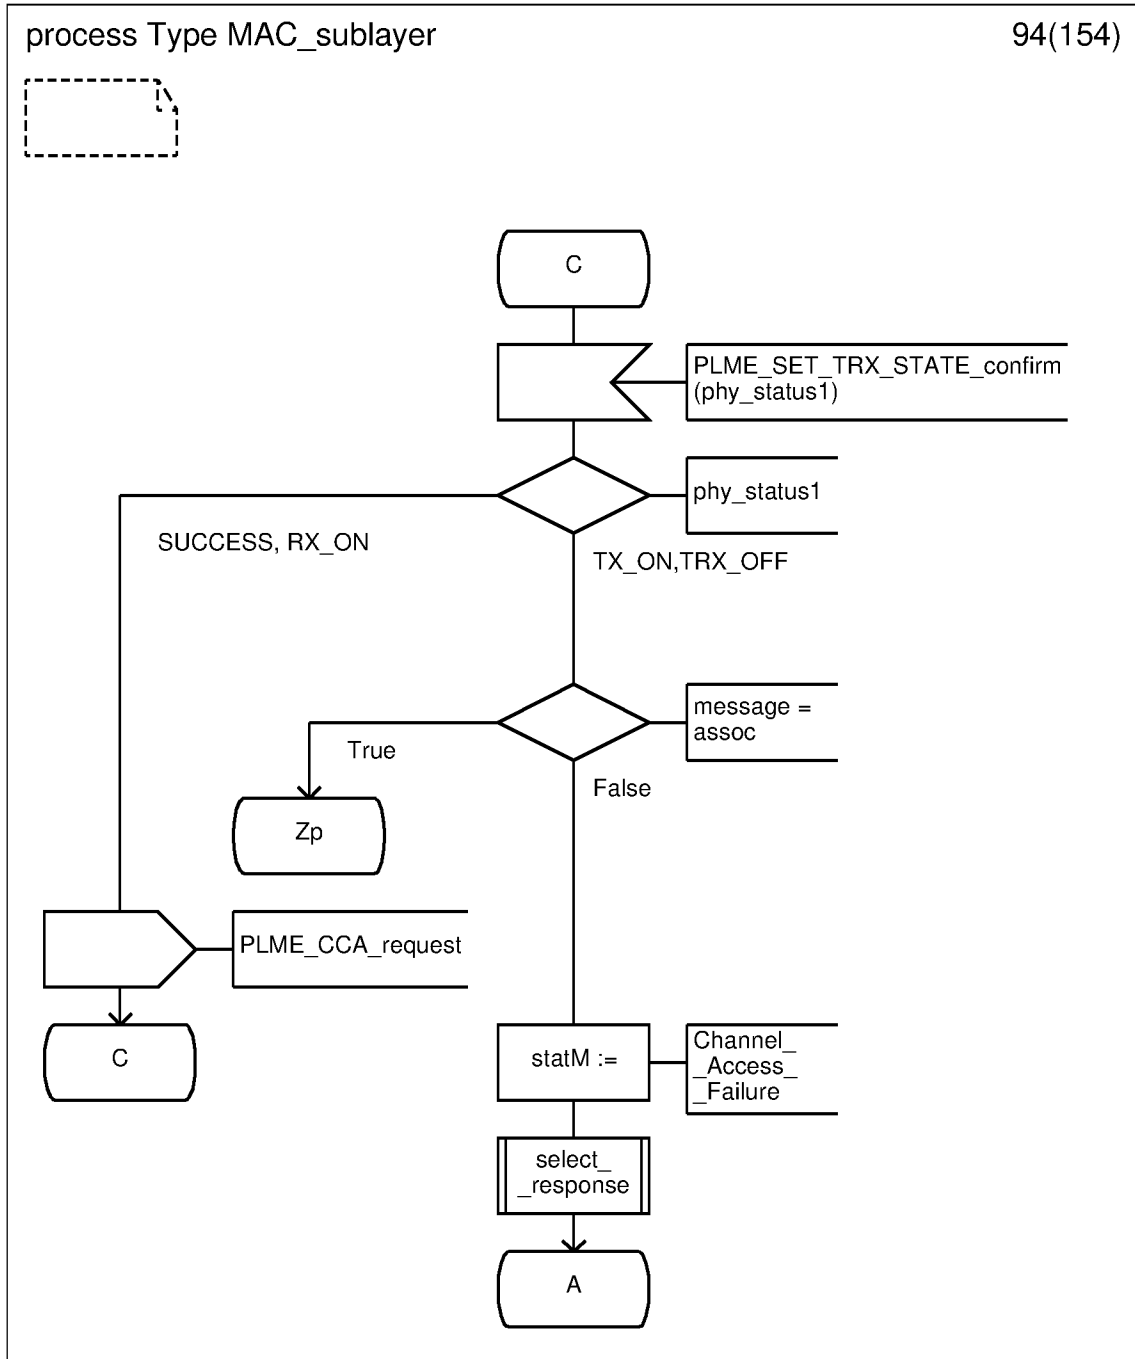 process Type MAC_sublayer
94(154)
C
PLME_SET_TRX_STATE_confirm
(phy_status1)
phy_status1
SUCCESS, RX_ON
TX_ON,TRX_OFF
message =
assoc
True
False
Zp
PLME_CCA_request
C
statM :=
Channel_
_Access_
_Failure
select_
_response
A